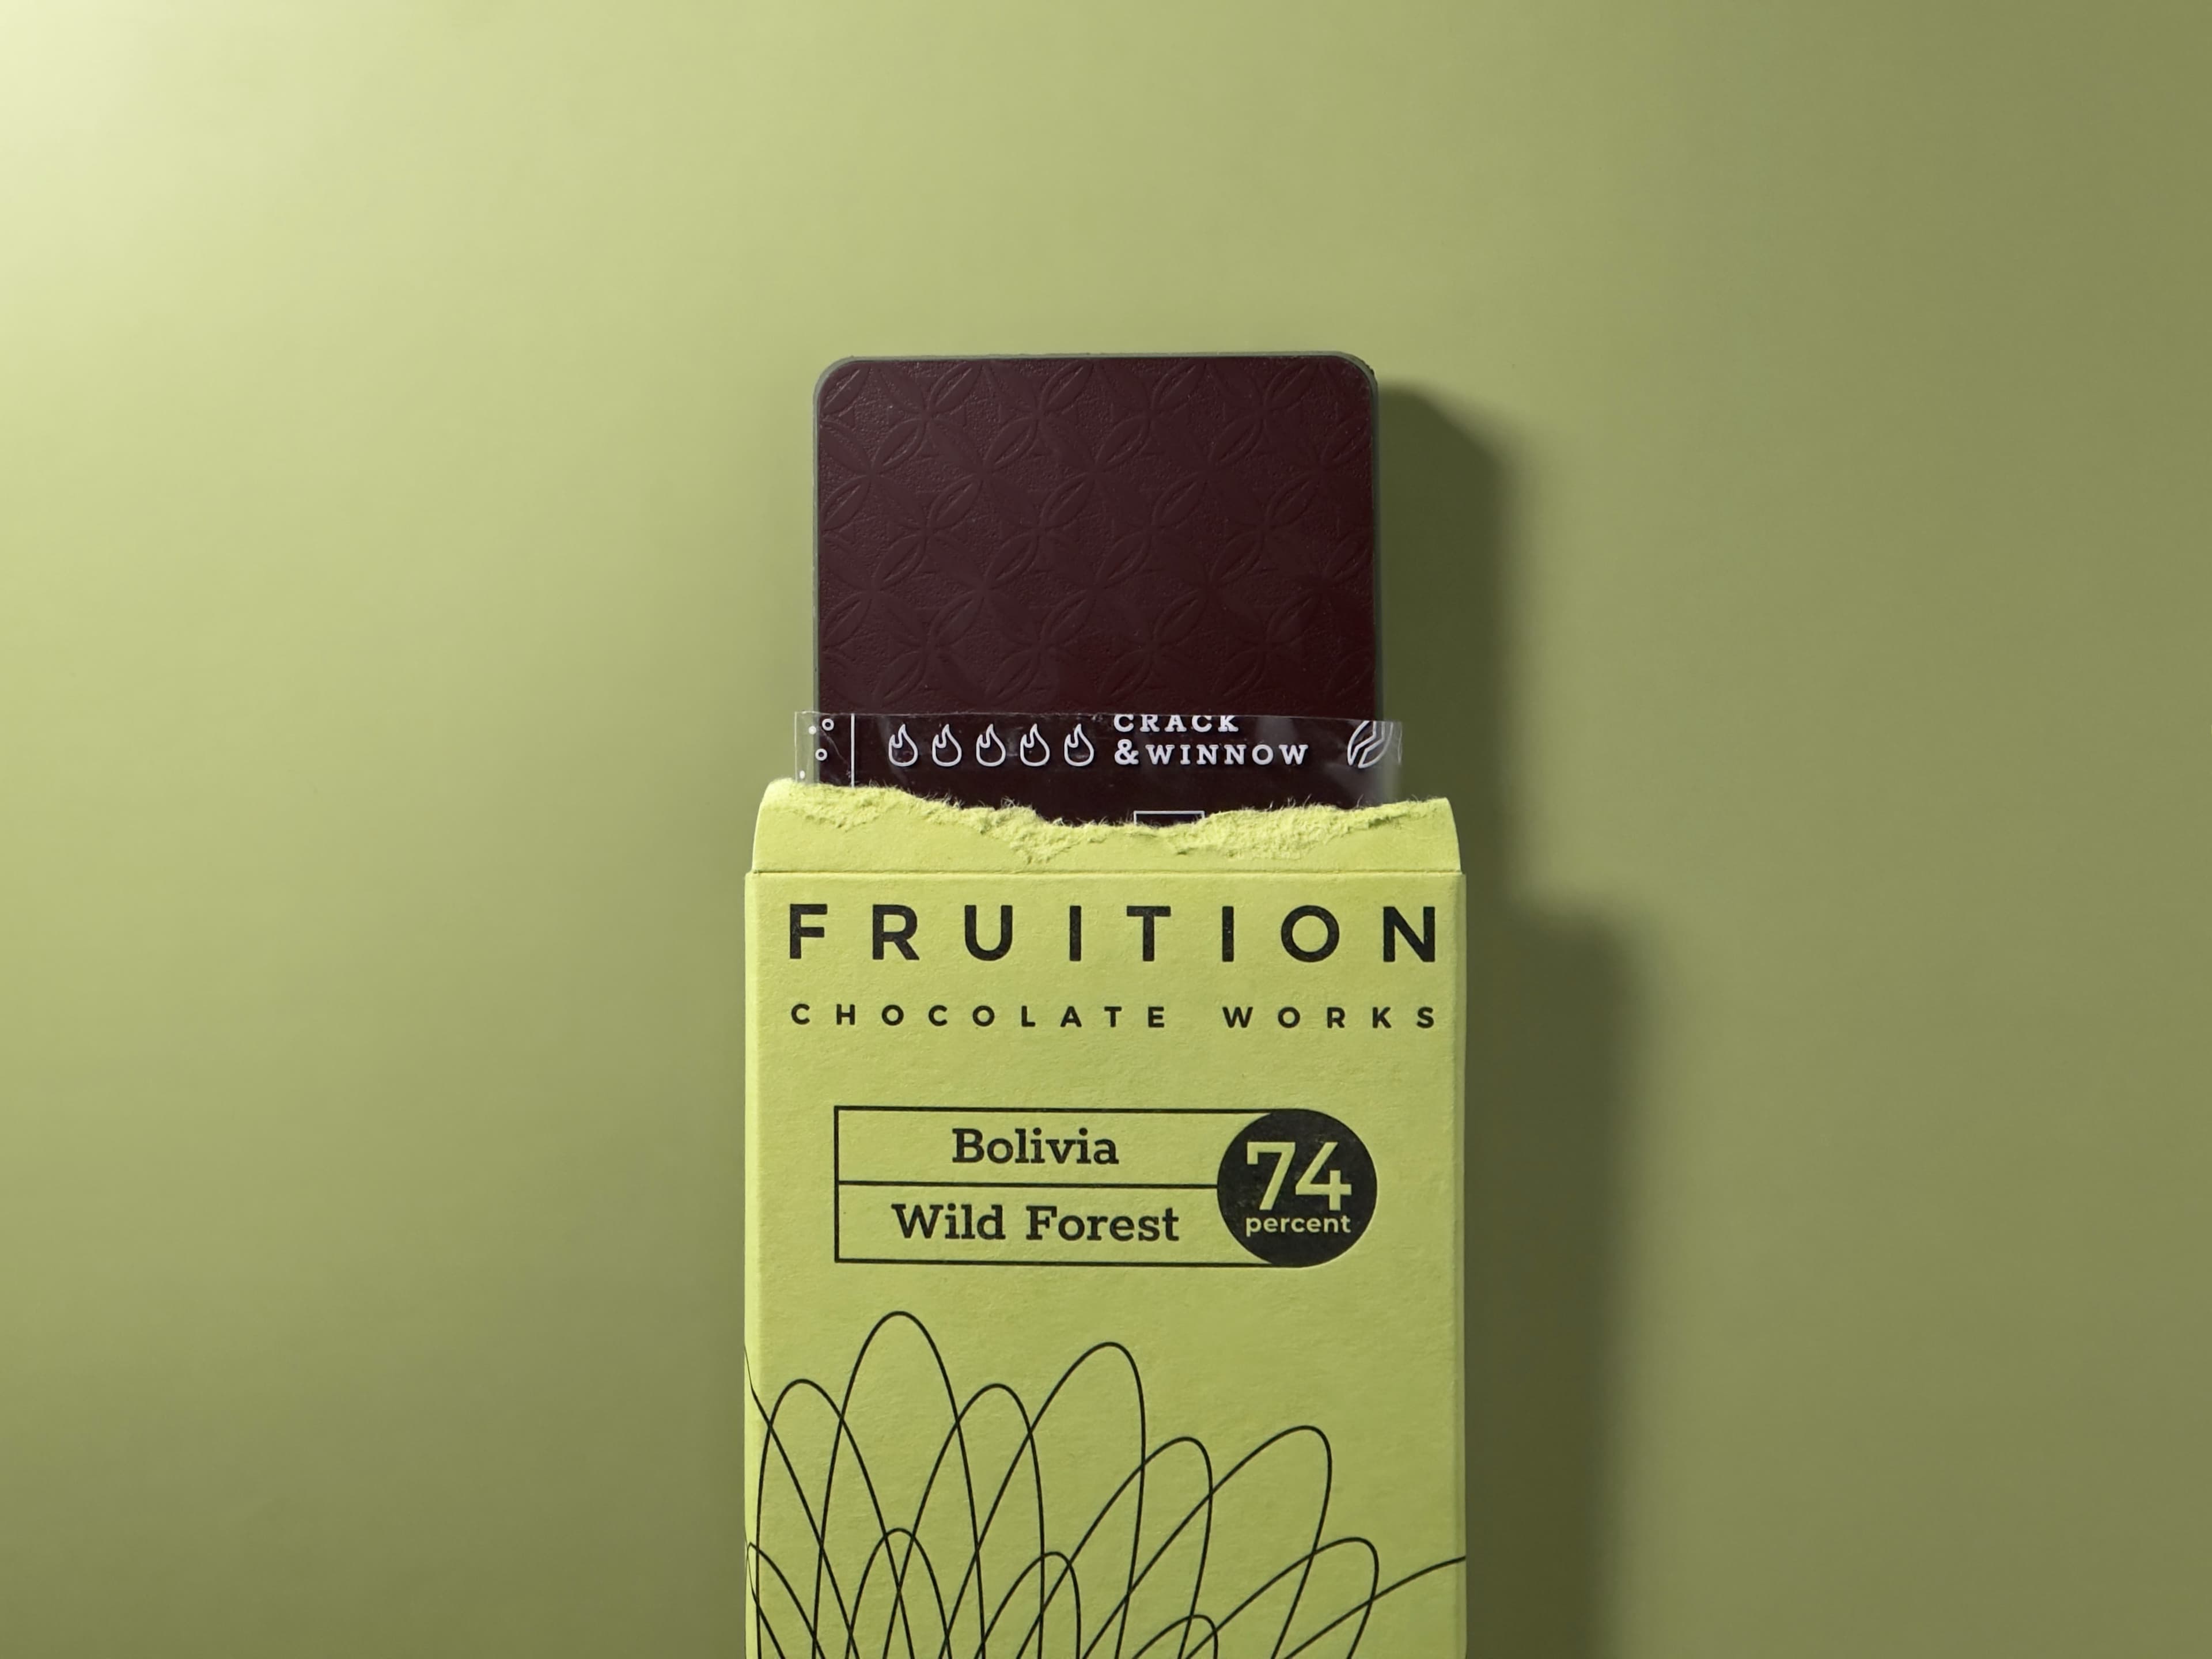 CRACK
&WINNOW
FRUITION
CHOCOLATE WORKS
Bolivia
Wild Forest
74
percent